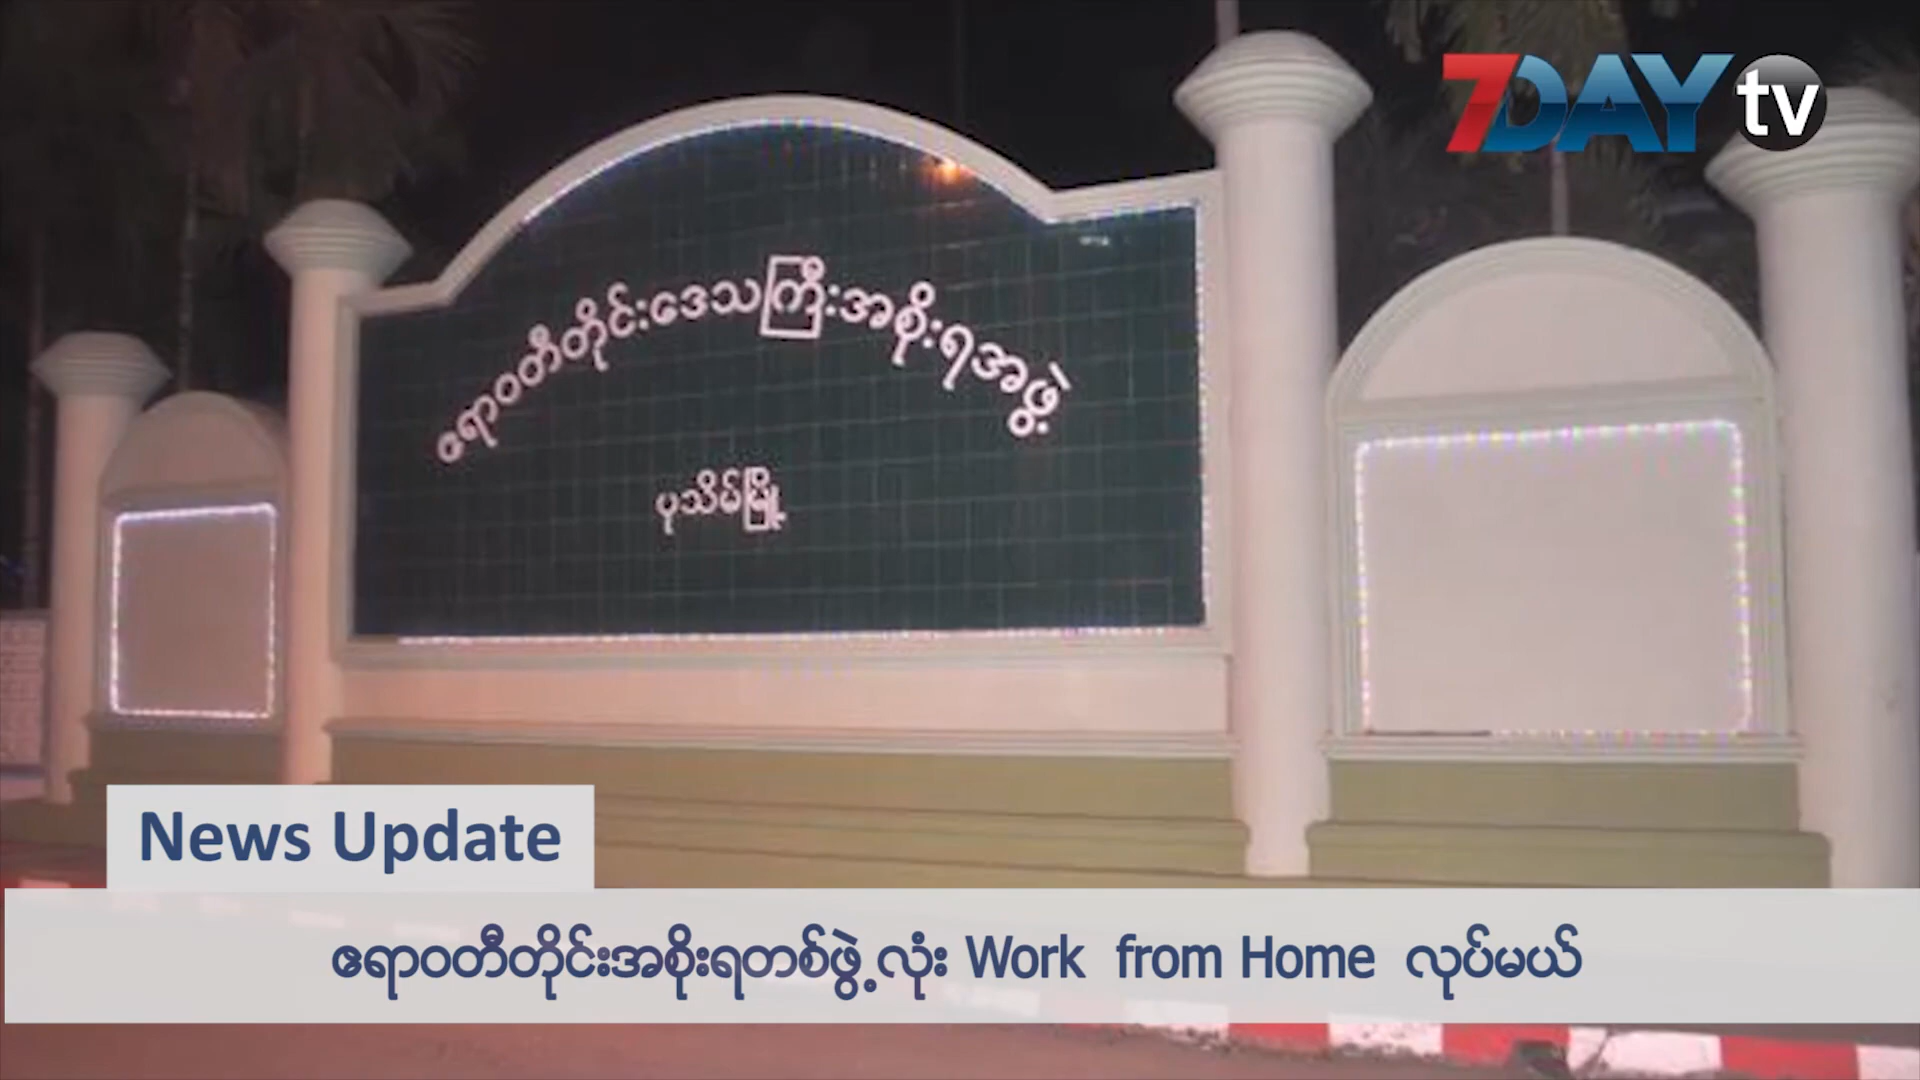 7DAY tv
ဧရာဝတီတိုင်းဒေသကြီးအစိုးရအဖွဲ့
ပုသိမ်မြို့
News Update
ဧရာဝတီတိုင်းအစိုးရတစ်ဖွဲ့လုံး Work from Home လုပ်မယ်